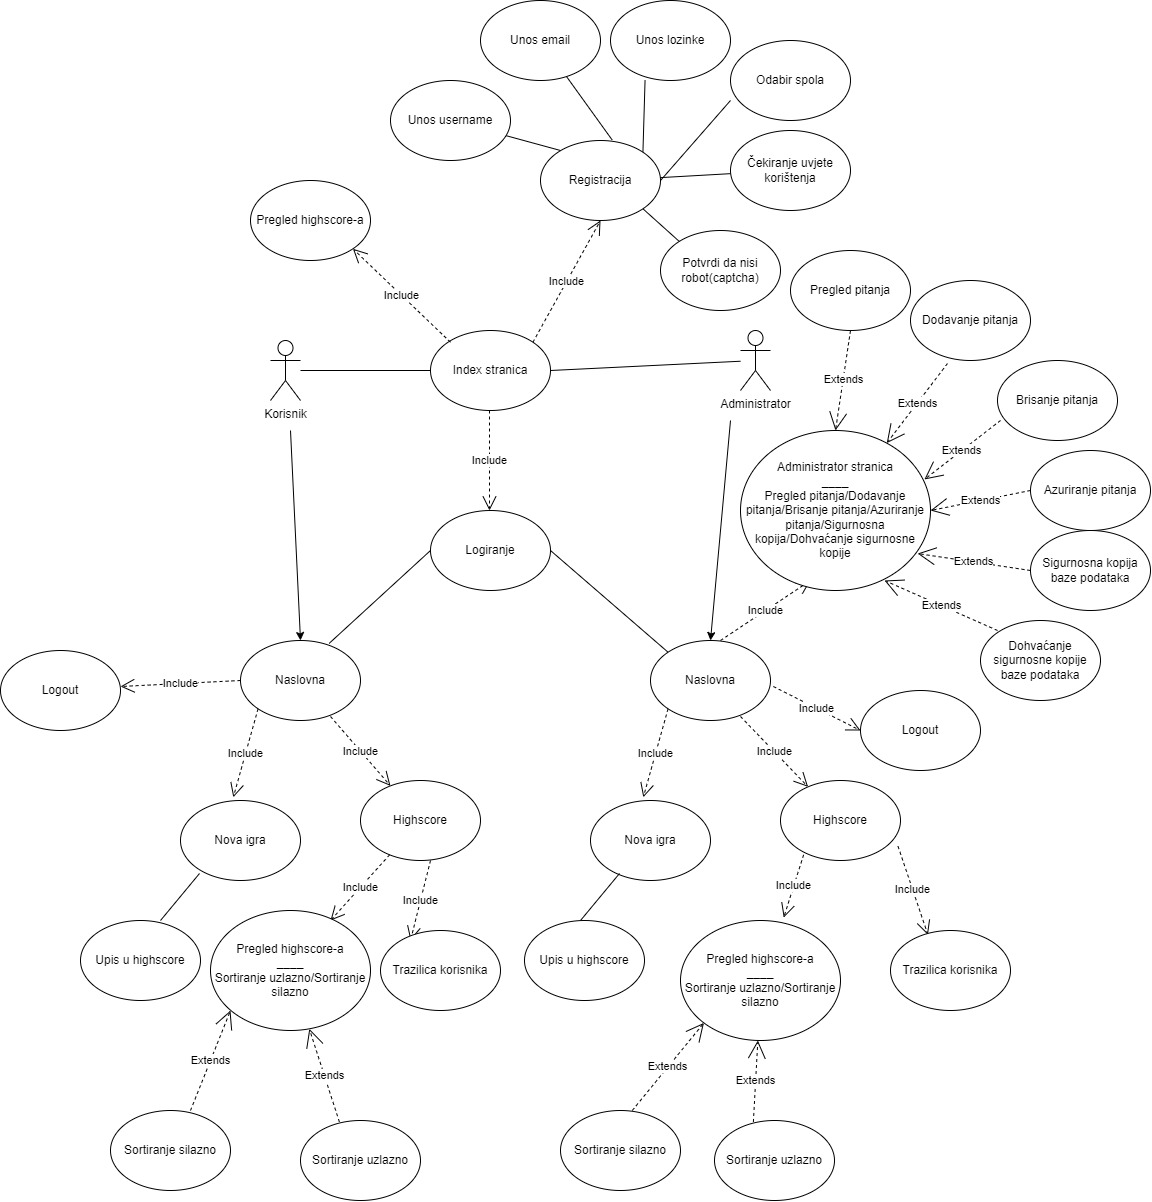 Unos email
Unos lozinke
Odabir spola
Unos username
Čekiranje uvjete
korištenja
Registracija
Pregled highscore-a
Potvrdi da nisi
robot(captcha)
Include
Include
Pregled pitanja
Dodavanje pitanja
Index stranica
Korisnik
Administrator
Extends
Extends
Brisanje pitanja
Include
Extends
Administrator stranica
____
Pregled pitanja/Dodavanje
pitanja/Brisanje pitanja/Azuriranje
pitanja/Sigurnosna
kopija/Dohvaćanje sigurnosne
kopije
Extends
Azuriranje pitanja
Logiranje
Extends
Sigurnosna kopija
baze podataka
Include
Extends
Dohvaćanje
sigurnosne kopije
baze podataka
Logout
Include
Naslovna
Naslovna
Include
Logout
Include
Include
Include
Include
Nova igra
Highscore
Nova igra
Highscore
Include
Include
Include
Include
Upis u highscore
Pregled highscore-a
____
Sortiranje uzlazno/Sortiranje
silazno
Trazilica korisnika
Upis u highscore
Pregled highscore-a
____
Sortiranje uzlazno/Sortiranje
silazno
Trazilica korisnika
Extends
Extends
Extends
Extends
Sortiranje silazno
Sortiranje uzlazno
Sortiranje silazno
Sortiranje uzlazno